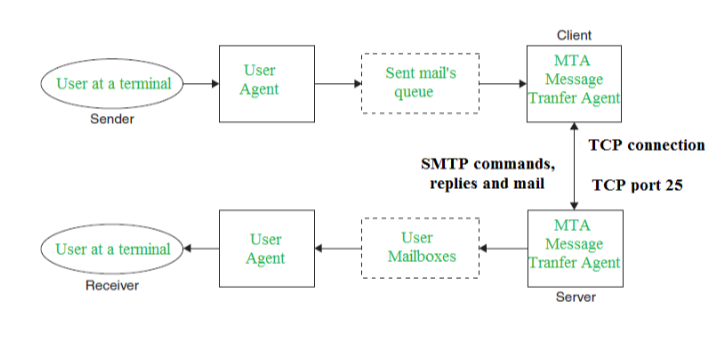 Client
User at a terminal
User
Agent
Sent mail's
queue
MTA
Message
Tranfer Agent
Sender
TCP connection
SMTP commands,
replies and mail
TCP port 25
User at a terminal
User
Agent
User
Mailboxes
MTA
Message
Tranfer Agent
Receiver
Server